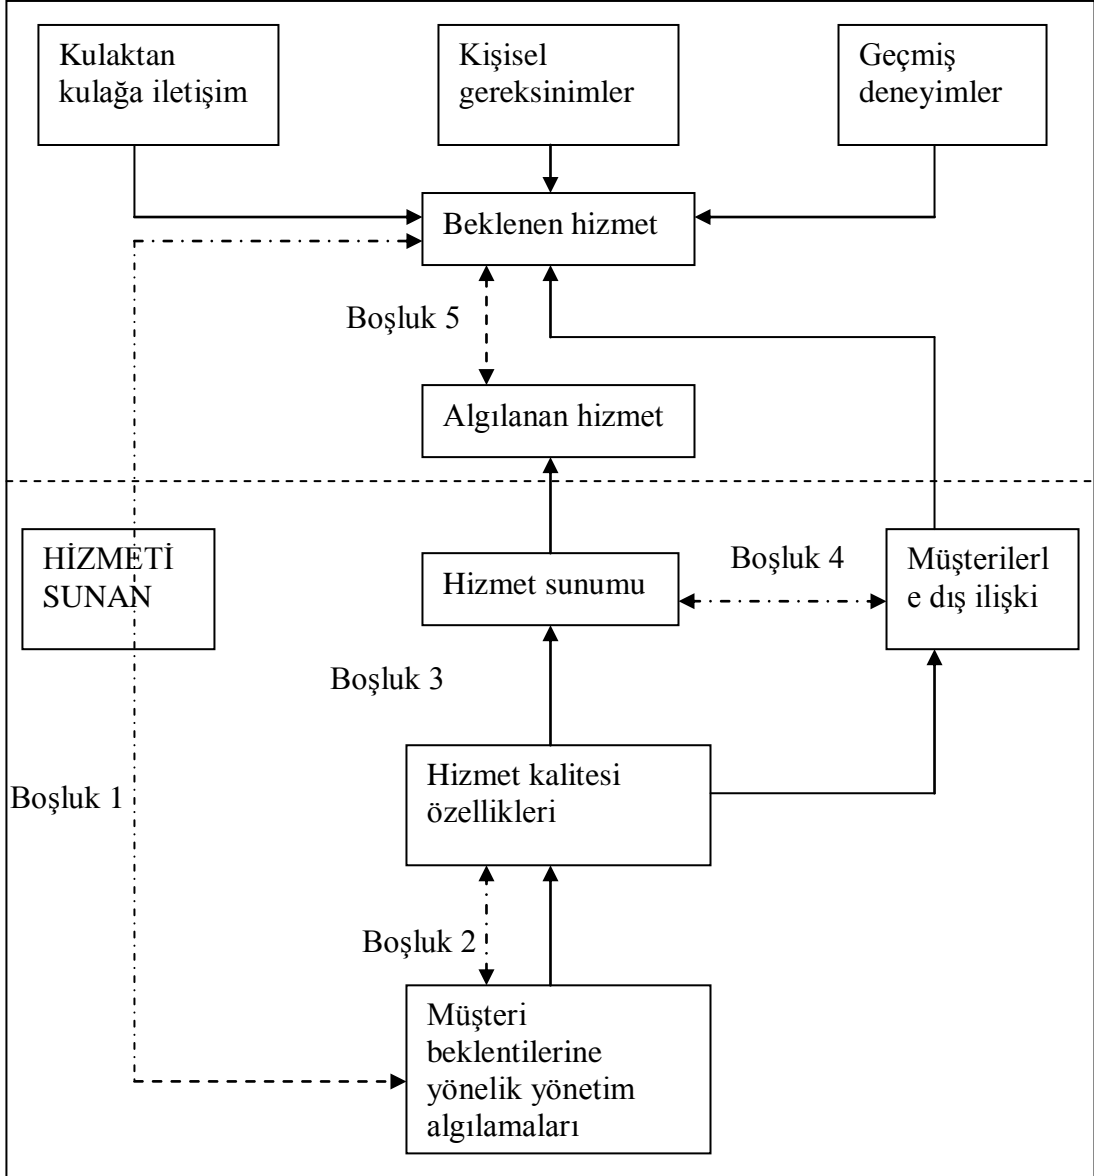 Kulaktan
kulağa iletişim
Kişisel
gereksinimler
Geçmiş
deneyimler
Beklenen hizmet
Boşluk 5
Algılanan hizmet
HİZMETİ
SUNAN
Hizmet sunumu
Boşluk 4
Müşterilerl
e dış ilişki
Boşluk 3
Hizmet kalitesi
özellikleri
Boşluk 1
Boşluk 2
Müşteri
beklentilerine
yönelik yönetim
algılamaları